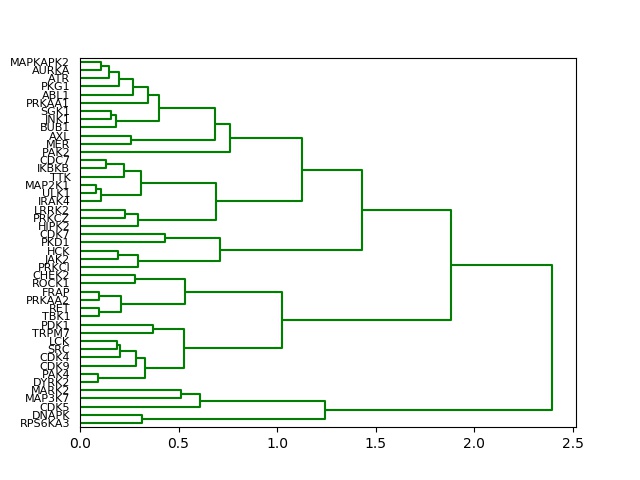 MAPKAPK2
AURKA
ATR
PKG1
ABL1
PRKAA1
SGK1
JNK1
BUB1
AXL
MER
PAK2
CDC7
IKBKB
TTK
MAP2K1
ULK1
IRAK4
LRRK2
PRKCZ
HIPK2
CDK7
PKD1
HCK
JAK2
PRKCI
CHEK2
ROCK1
FRAP
PRKAA2
RET
TBK1
PDK1
TRPM7
LCK
SRC
CDK4
CDK9
PAK4
DYRK2
MARK2
MAP3K7
CDK5
DNAPK
RPS6KA3
0.0 0.5 1.0 1.5 2.0 2.5